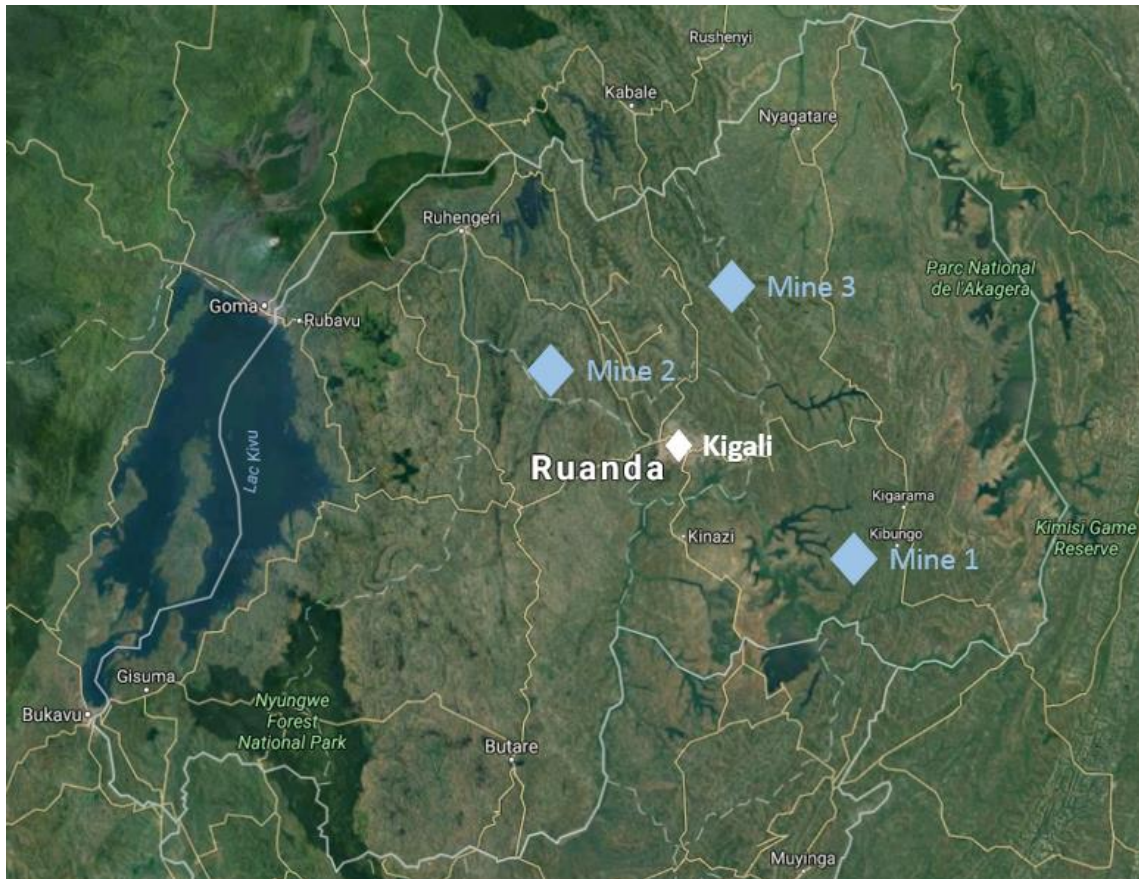 Rushenyi
Kabale
Nyagatare
Ruhengeri
Parc National
de l'Akagera
Mine 3
Goma
Rubavu
Mine 2
Lac Kivu
Kigali
Ruanda
Kigarama
Kinazi
Kibungo
Kimisi Game
Reserve
Mine 1
Gisuma
Nyungwe
Forest
National Park
Bukavu
Butare
Muyinga